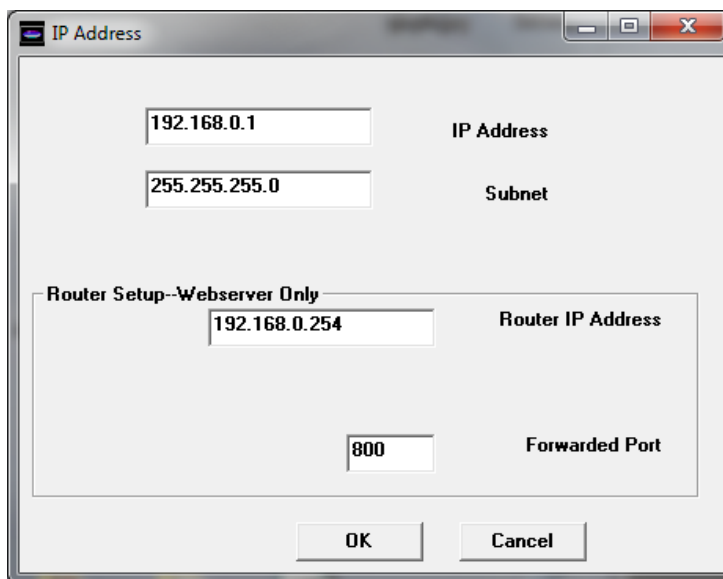 IP Address
192.168.0.1 IP Address
255.255.255.0 Subnet
Router Setup--Webserver Only
192.168.0.254 Router IP Address
800 Forwarded Port
OK Cancel